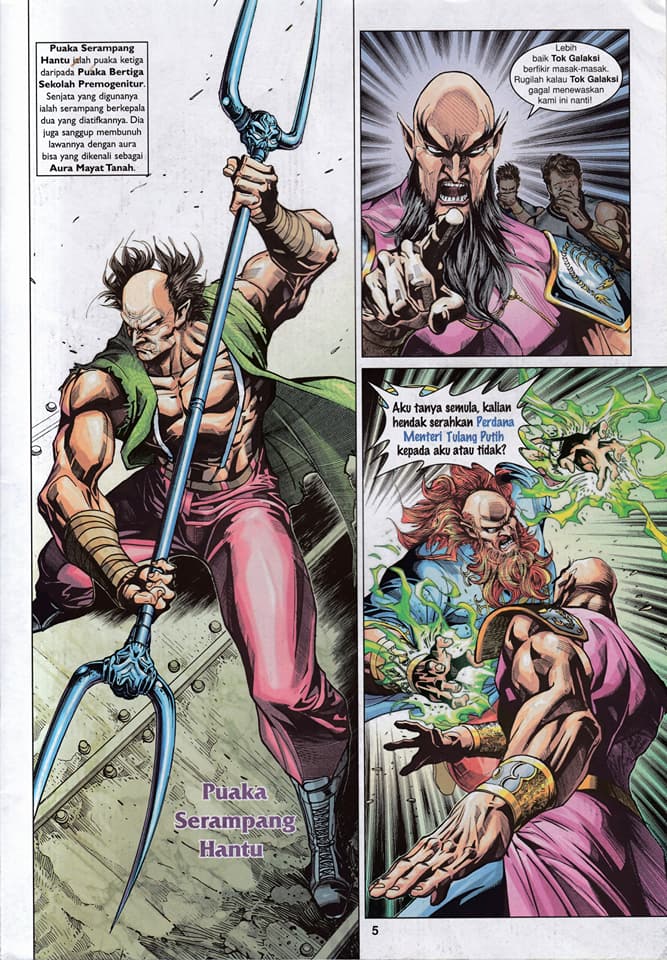 Puaka Serampang
Hantu ialah puaka ketiga
daripada Puaka Bertiga
Sekolah Premogenitur.
Senjata yang digunanya
ialah serampang berkepala
dua yang diatifkannya. Dia
juga sanggup membunuh
lawannya dengan aura
bisa yang dikenali sebagai
Aura Mayat Tanah.
Puaka
Serampang
Hantu
Lebih
baik Tok Galaksi
berfikir masak-masak.
Rugilah kalau Tok Galaksi
gagal menewaskan
kami ini nanti!
Aku tanya semula, kalian
hendak serahkan Perdana
Menteri Tulang Putih
kepada aku atau tidak?
5